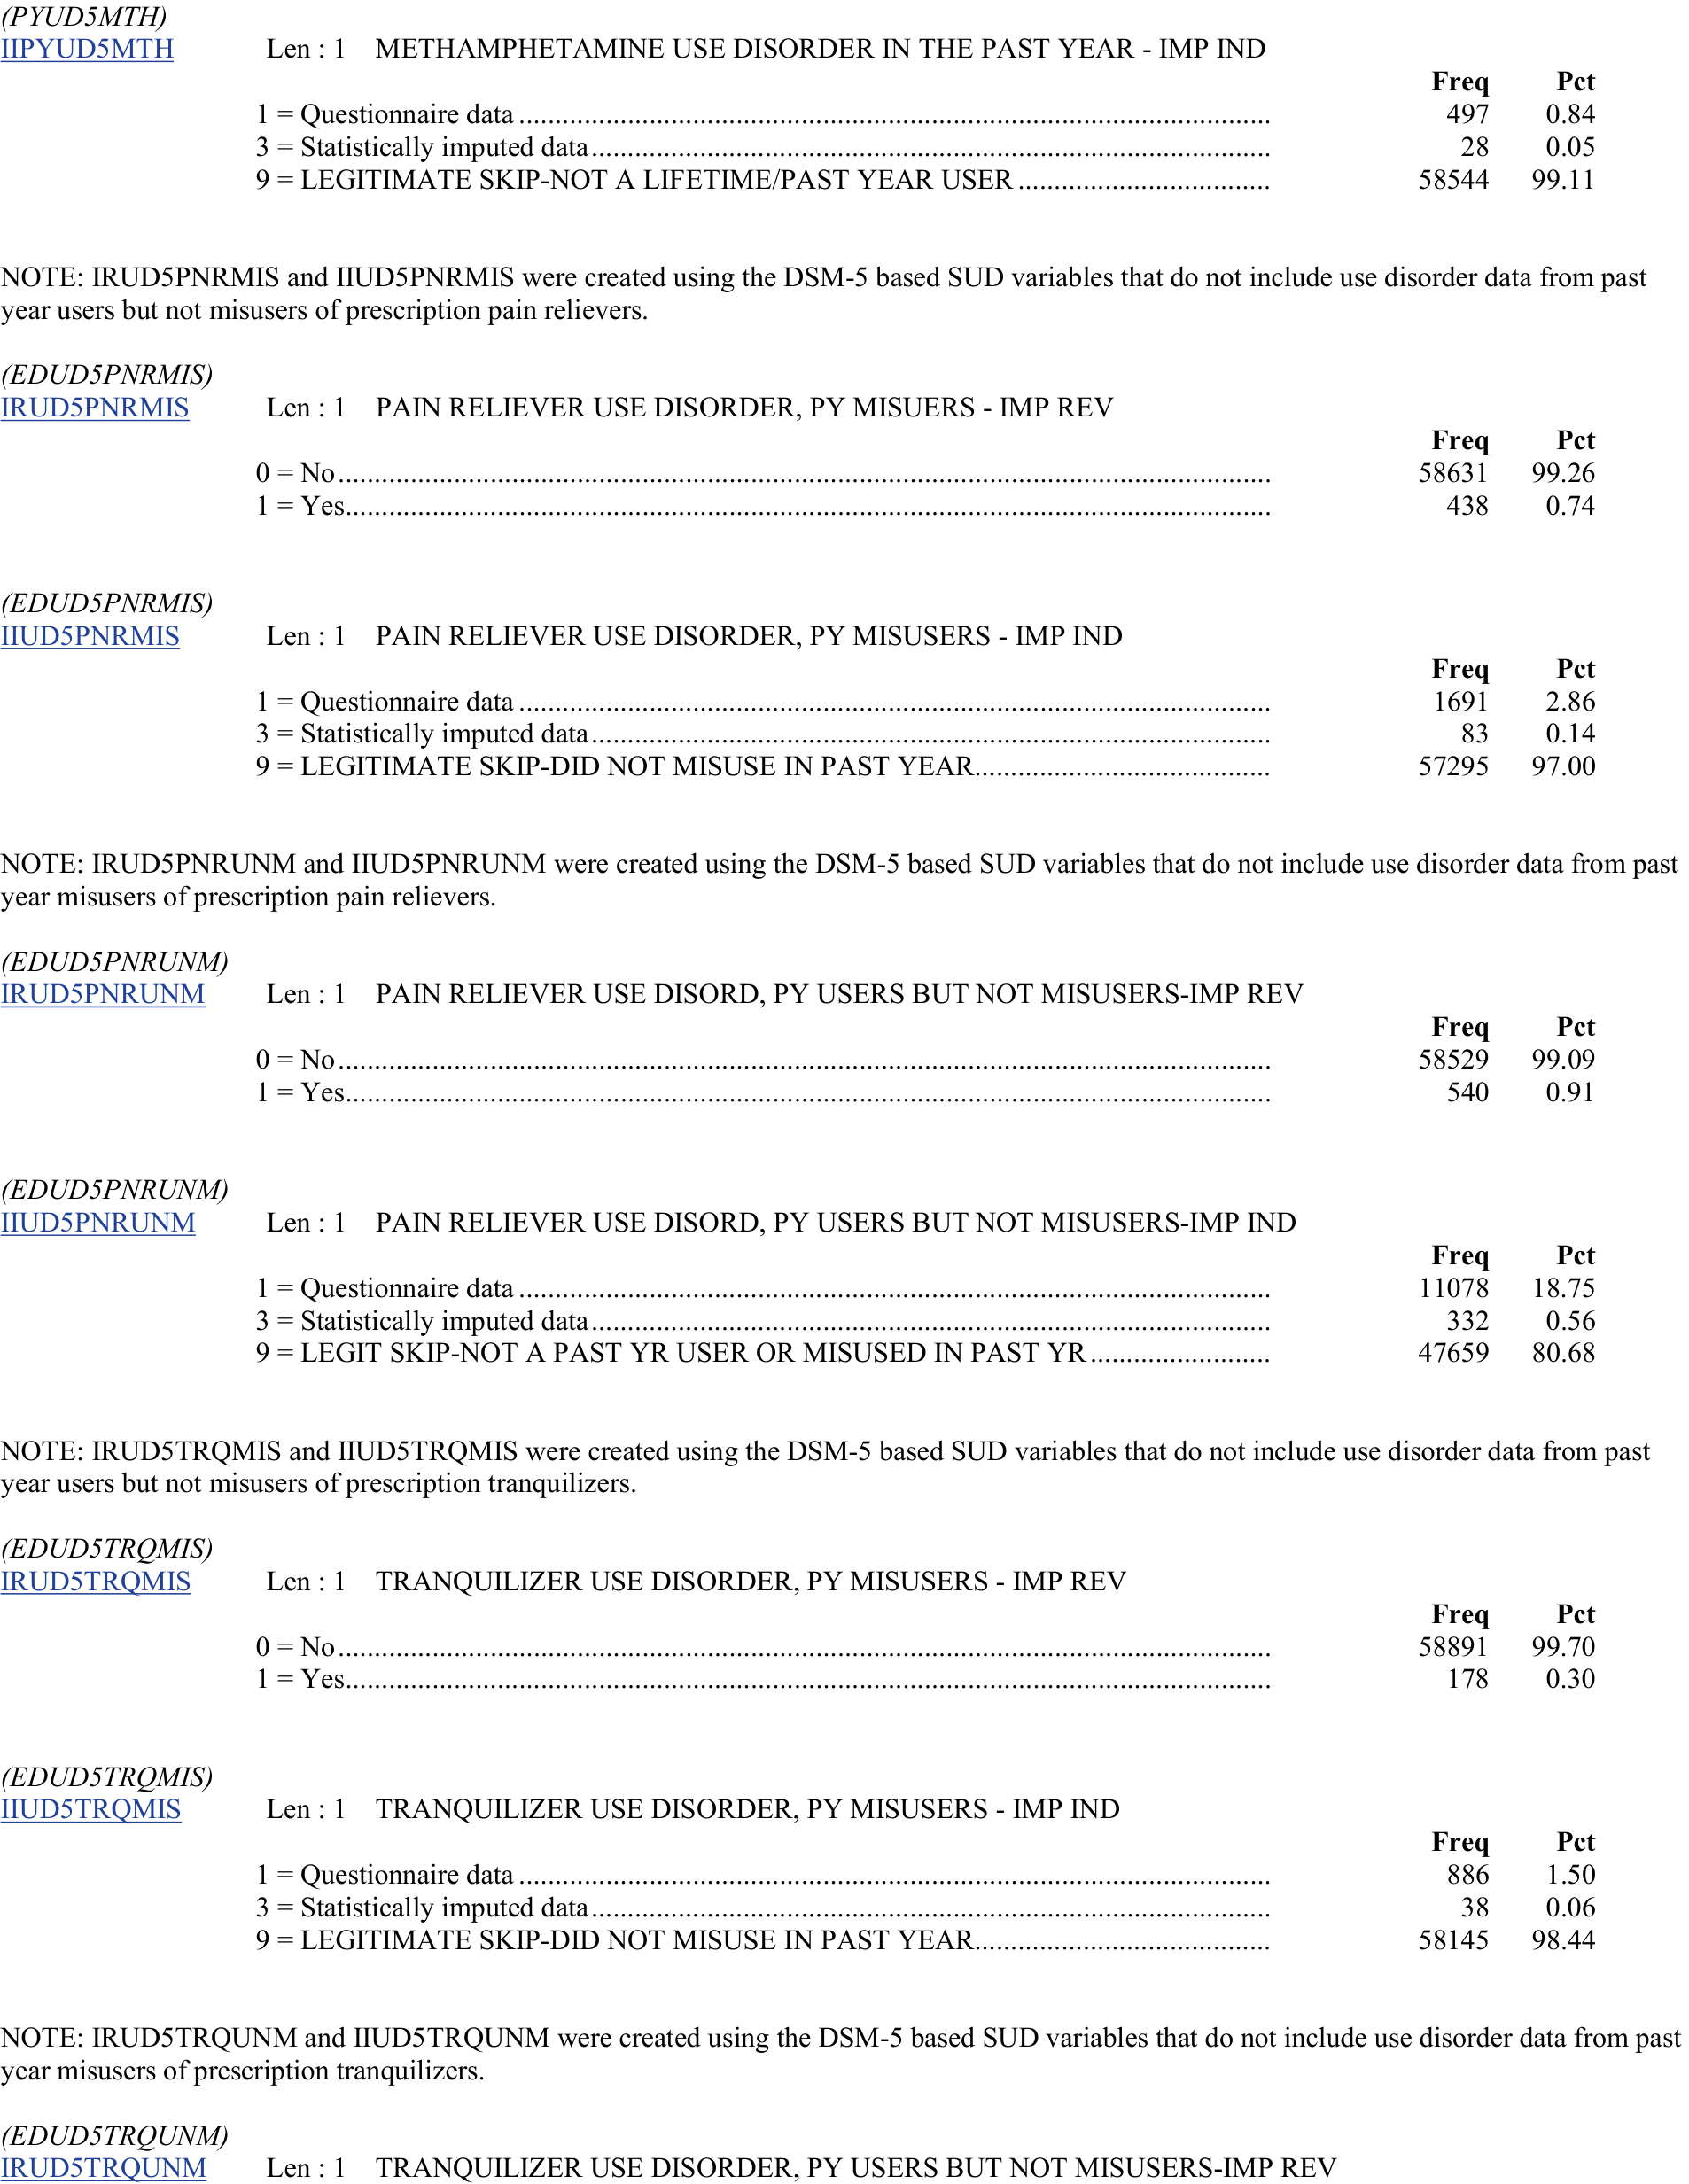 (PYUD5MTH)
IIPYUD5MTH Len : 1 METHAMPHETAMINE USE DISORDER IN THE PAST YEAR - IMP IND
Freq Pct
1 = Questionnaire data ........................................................................................................ 497 0.84
3 = Statistically imputed data.............................................................................................. 28 0.05
9 = LEGITIMATE SKIP-NOT A LIFETIME/PAST YEAR USER ................................... 58544 99.11
NOTE: IRUD5PNRMIS and IIUD5PNRMIS were created using the DSM-5 based SUD variables that do not include use disorder data from past
year users but not misusers of prescription pain relievers.
(EDUD5PNRMIS)
IRUD5PNRMIS Len : 1 PAIN RELIEVER USE DISORDER, PY MISUERS - IMP REV
Freq Pct
0 = No................................................................................................................................. 58631 99.26
1 = Yes................................................................................................................................ 438 0.74
(EDUD5PNRMIS)
IIUD5PNRMIS Len : 1 PAIN RELIEVER USE DISORDER, PY MISUSERS - IMP IND
Freq Pct
1 = Questionnaire data ........................................................................................................ 1691 2.86
3 = Statistically imputed data.............................................................................................. 83 0.14
9 = LEGITIMATE SKIP-DID NOT MISUSE IN PAST YEAR......................................... 57295 97.00
NOTE: IRUD5PNRUNM and IIUD5PNRUNM were created using the DSM-5 based SUD variables that do not include use disorder data from past
year misusers of prescription pain relievers.
(EDUD5PNRUNM)
IRUD5PNRUNM Len : 1 PAIN RELIEVER USE DISORD, PY USERS BUT NOT MISUSERS-IMP REV
Freq Pct
0 = No................................................................................................................................. 58529 99.09
1 = Yes................................................................................................................................ 540 0.91
(EDUD5PNRUNM)
IIUD5PNRUNM Len : 1 PAIN RELIEVER USE DISORD, PY USERS BUT NOT MISUSERS-IMP IND
Freq Pct
1 = Questionnaire data ........................................................................................................ 11078 18.75
3 = Statistically imputed data.............................................................................................. 332 0.56
9 = LEGIT SKIP-NOT A PAST YR USER OR MISUSED IN PAST YR......................... 47659 80.68
NOTE: IRUD5TRQMIS and IIUD5TRQMIS were created using the DSM-5 based SUD variables that do not include use disorder data from past
year users but not misusers of prescription tranquilizers.
(EDUD5TRQMIS)
IRUD5TRQMIS Len : 1 TRANQUILIZER USE DISORDER, PY MISUSERS - IMP REV
Freq Pct
0 = No................................................................................................................................. 58891 99.70
1 = Yes................................................................................................................................ 178 0.30
(EDUD5TRQMIS)
IIUD5TRQMIS Len : 1 TRANQUILIZER USE DISORDER, PY MISUSERS - IMP IND
Freq Pct
1 = Questionnaire data ........................................................................................................ 886 1.50
3 = Statistically imputed data.............................................................................................. 38 0.06
9 = LEGITIMATE SKIP-DID NOT MISUSE IN PAST YEAR......................................... 58145 98.44
NOTE: IRUD5TRQUNM and IIUD5TRQUNM were created using the DSM-5 based SUD variables that do not include use disorder data from past
year misusers of prescription tranquilizers.
(EDUD5TRQUNM)
IRUD5TRQUNM Len : 1 TRANQUILIZER USE DISORDER, PY USERS BUT NOT MISUSERS-IMP REV